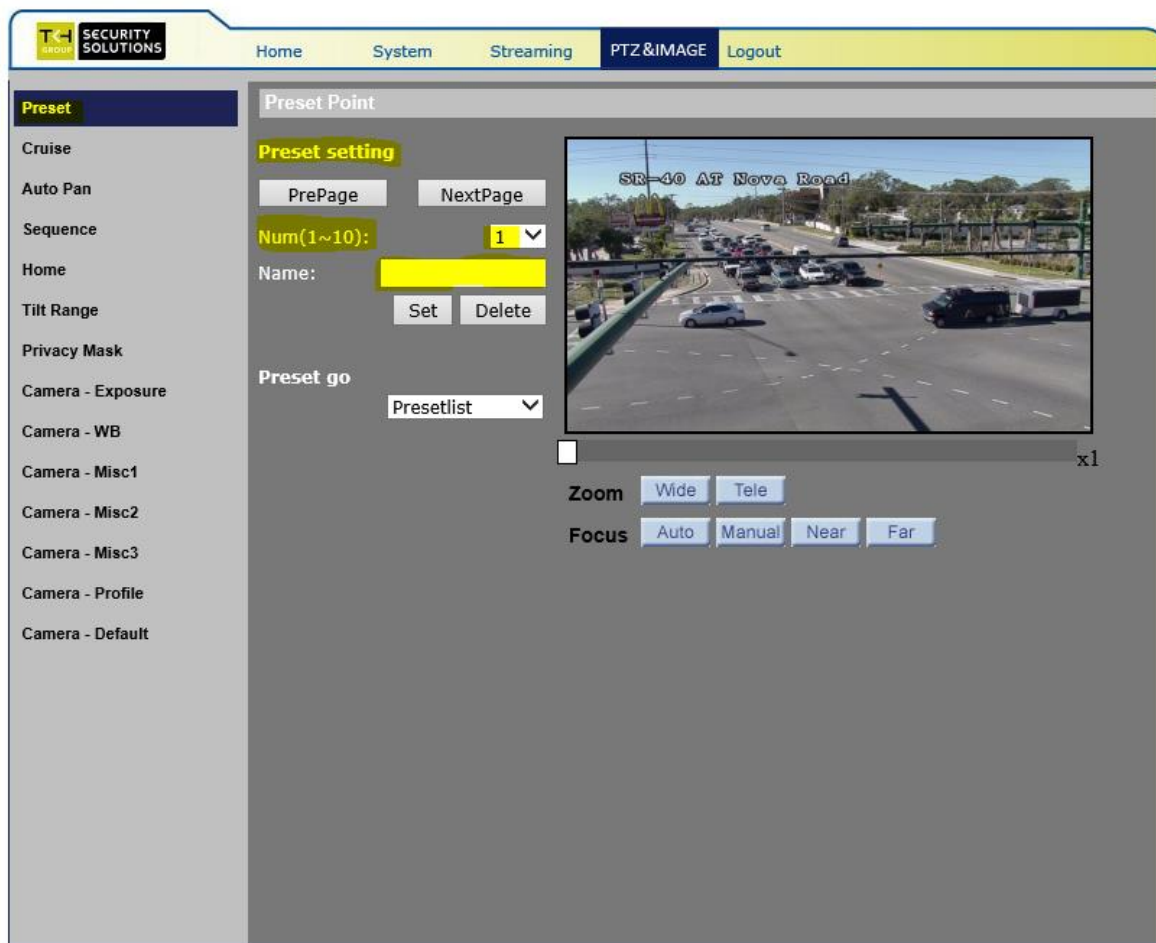 TKH GROUP SECURITY SOLUTIONS
Home System Streaming PTZ&IMAGE Logout
Preset
Cruise
Auto Pan
Sequence
Home
Tilt Range
Privacy Mask
Camera - Exposure
Camera - WB
Camera - Misc1
Camera - Misc2
Camera - Misc3
Camera - Profile
Camera - Default
Preset Point
Preset setting
PrePage NextPage
Num(1~10): 1
Name:
Set Delete
Preset go
Presetlist
SR-40 AT Nova Road
x1
Zoom Wide Tele
Focus Auto Manual Near Far